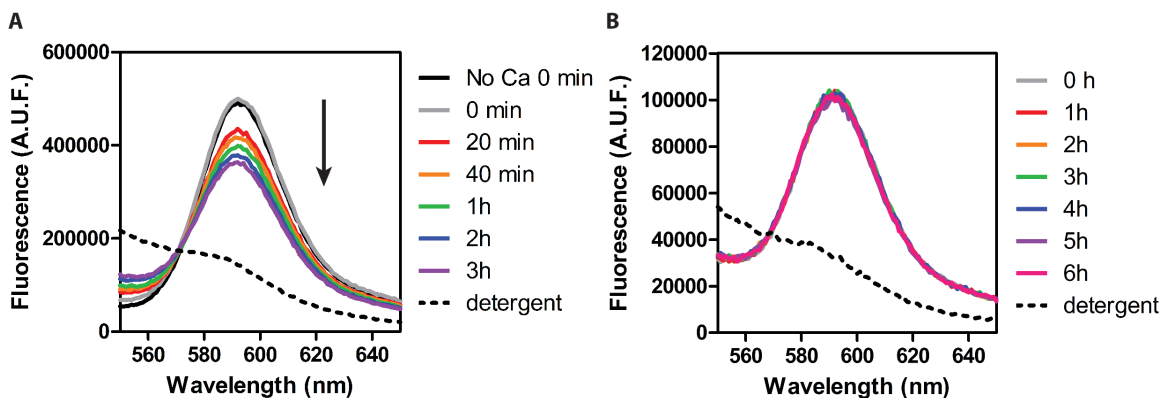 A
Fluorescence (A.U.F.)
600000
400000
200000
0
560 580 600 620 640
Wavelength (nm)
No Ca 0 min
0 min
20 min
40 min
1h
2h
3h
detergent
B
Fluorescence (A.U.F.)
120000
100000
80000
60000
40000
20000
0
560 580 600 620 640
Wavelength (nm)
0 h
1h
2h
3h
4h
5h
6h
detergent